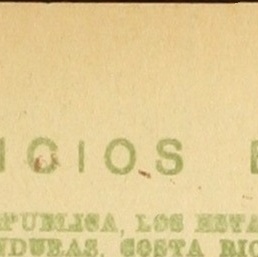 ICIOS E
PUBLICA, LOS ESTA
NDURAS, COSTA RIC